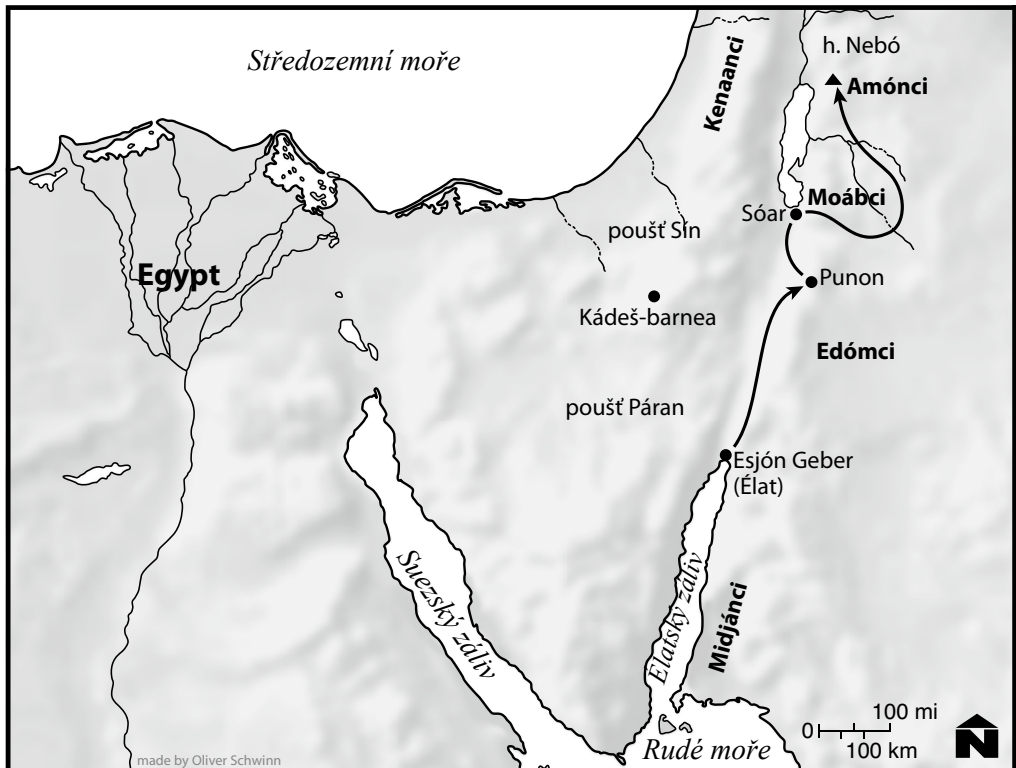 Středozemní moře
h. Nebó
Amónci
Kenaanci
Moábci
Sóar
poušť Sín
Egypt
Punon
Kádeš-barnea
Edómci
poušť Páran
Esjón Geber
(Élat)
Suezský záliv
Elatský záliv
Midjánci
Rudé moře
0
100 mi
100 km
N
made by Oliver Schwinn